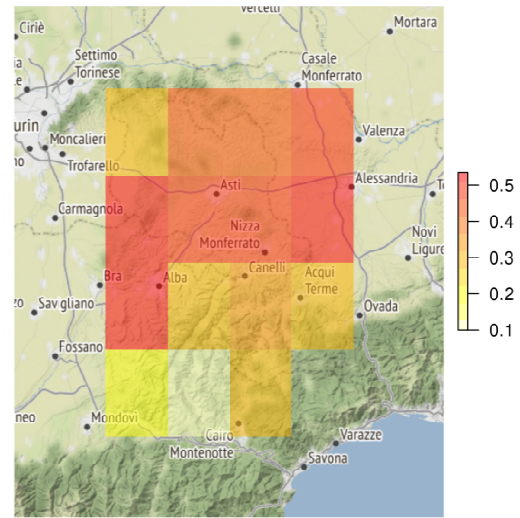 Vercelli
Mortara
Ciriè
Settimo
Torinese
Casale
Monferrato
urin
Moncalieri
Trofarello
Valenza
Asti
Alessandria
Carmagnola
Nizza
Monferrato
Novi
Ligure
Bra
Alba
Canelli
Acqui
Terme
Savigliano
Ovada
Fossano
neo
Mondovì
Cairo
Montenotte
Varazze
Savona
0.5
0.4
0.3
0.2
0.1